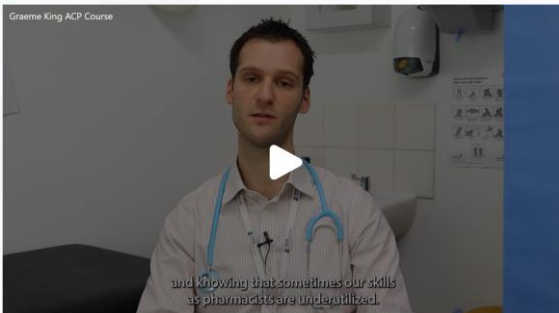 Graeme King ACP Course
and knowing that sometimes our skills
as pharmacists are underutilized.